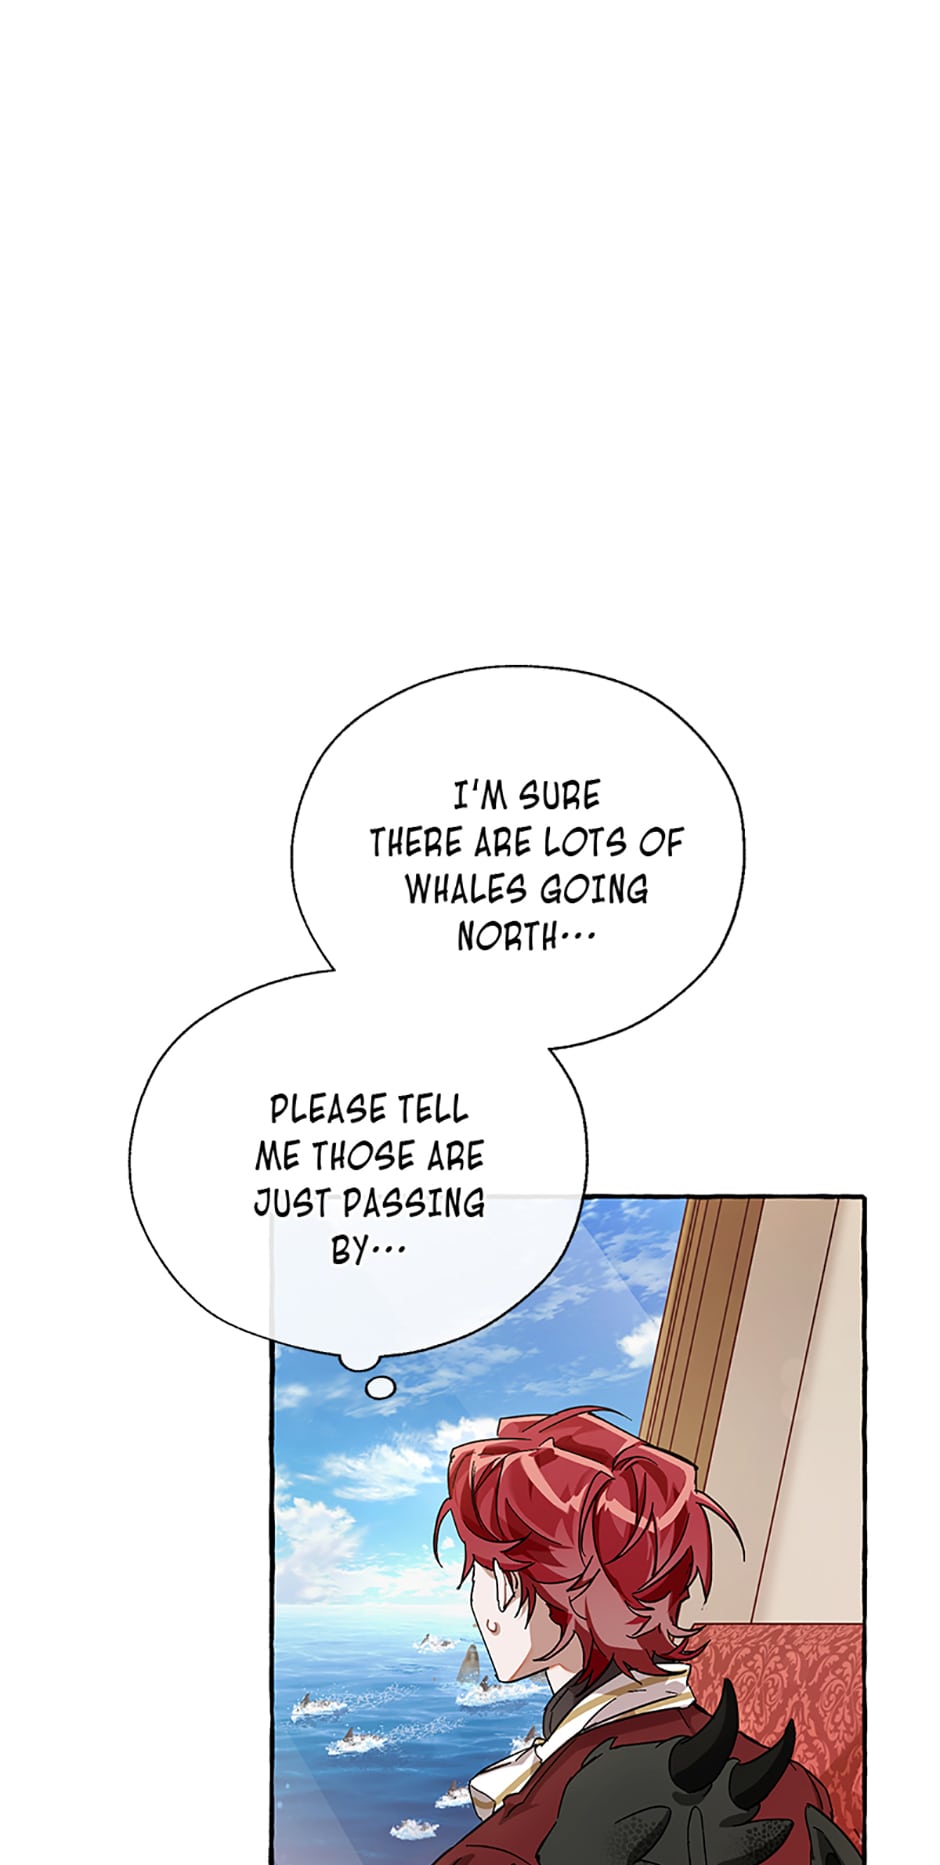 I'M SURE
THERE ARE LOTS OF
WHALES GOING
NORTH...
PLEASE TELL
ME THOSE ARE
JUST PASSING
BY...